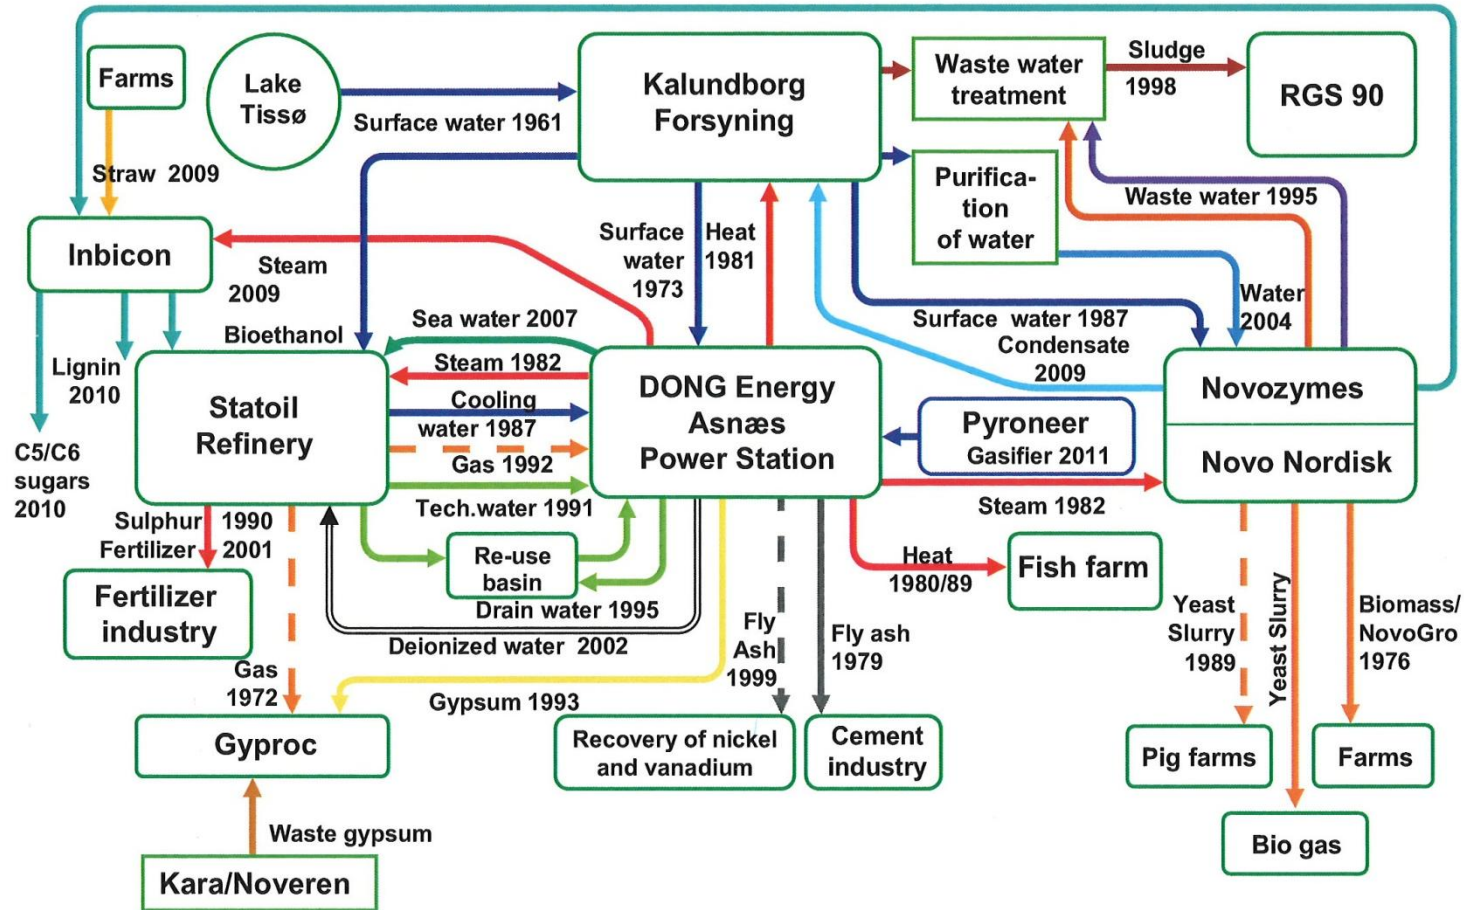 Farms
Lake
Tissø
Kalundborg
Forsyning
Waste water
treatment
Sludge
1998
RGS 90
Surface water 1961
Straw 2009
Purifica-
tion
of water
Waste water 1995
Inbicon
Steam
2009
Surface
water
1973
Heat
1981
Water
2004
Bioethanol
Sea water 2007
Surface water 1987
Condensate
2009
Lignin
2010
Steam 1982
Statoil
Refinery
Cooling
water 1987
DONG Energy
Asnæs
Power Station
Pyroneer
Gasifier 2011
Novozymes
Novo Nordisk
C5/C6
sugars
2010
Gas 1992
Tech.water 1991
Steam 1982
Sulphur 1990
Fertilizer 2001
Re-use
basin
Heat
1980/89
Fish farm
Fertilizer
industry
Drain water 1995
Deionized water 2002
Fly
Ash
1999
Fly ash
1979
Yeast
Slurry
1989
Yeast Slurry
Biomass/
NovoGro
1976
Gas
1972
Gypsum 1993
Gyproc
Recovery of nickel
and vanadium
Cement
industry
Pig farms
Farms
Waste gypsum
Bio gas
Kara/Noveren